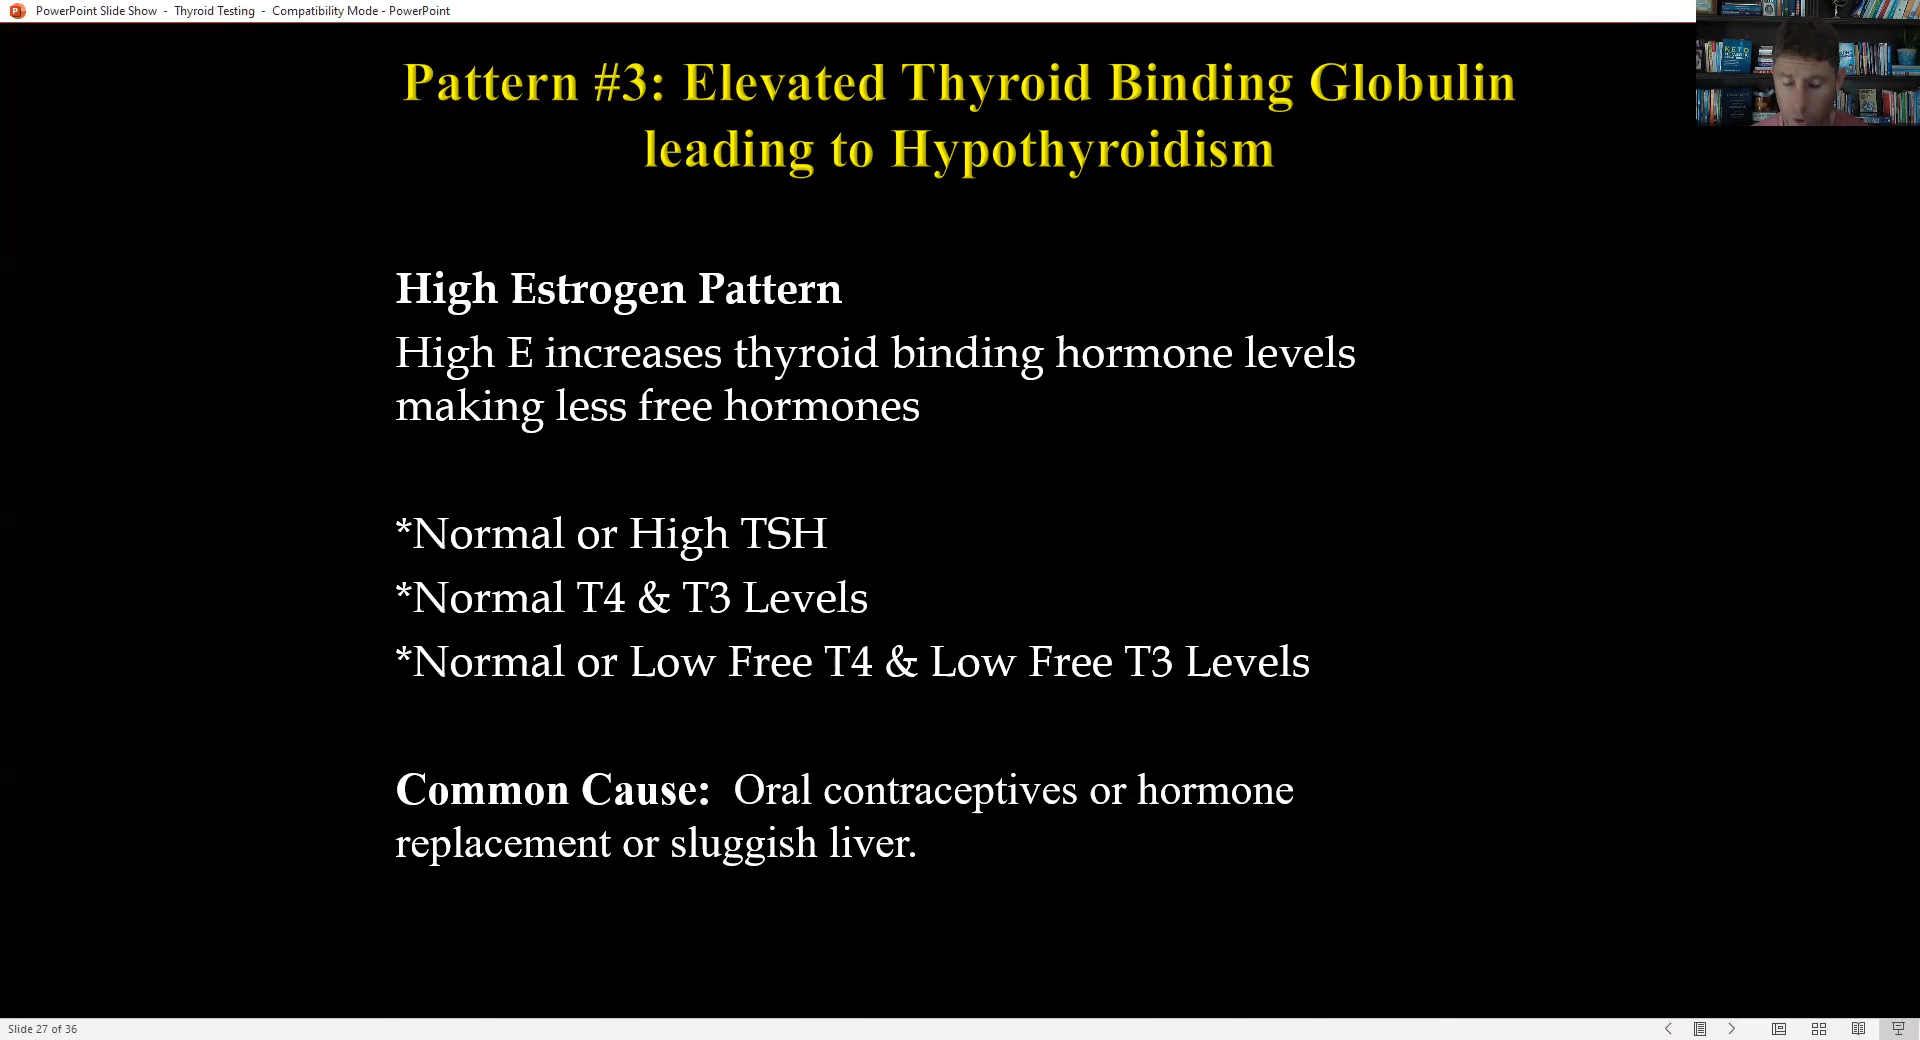 PowerPoint Slide Show - Thyroid Testing - Compatibility Mode - PowerPoint
Pattern #3: Elevated Thyroid Binding Globulin
leading to Hypothyroidism
High Estrogen Pattern
High E increases thyroid binding hormone levels
making less free hormones
*Normal or High TSH
*Normal T4 & T3 Levels
*Normal or Low Free T4 & Low Free T3 Levels
Common Cause: Oral contraceptives or hormone
replacement or sluggish liver.
Slide 27 of 36
KETO